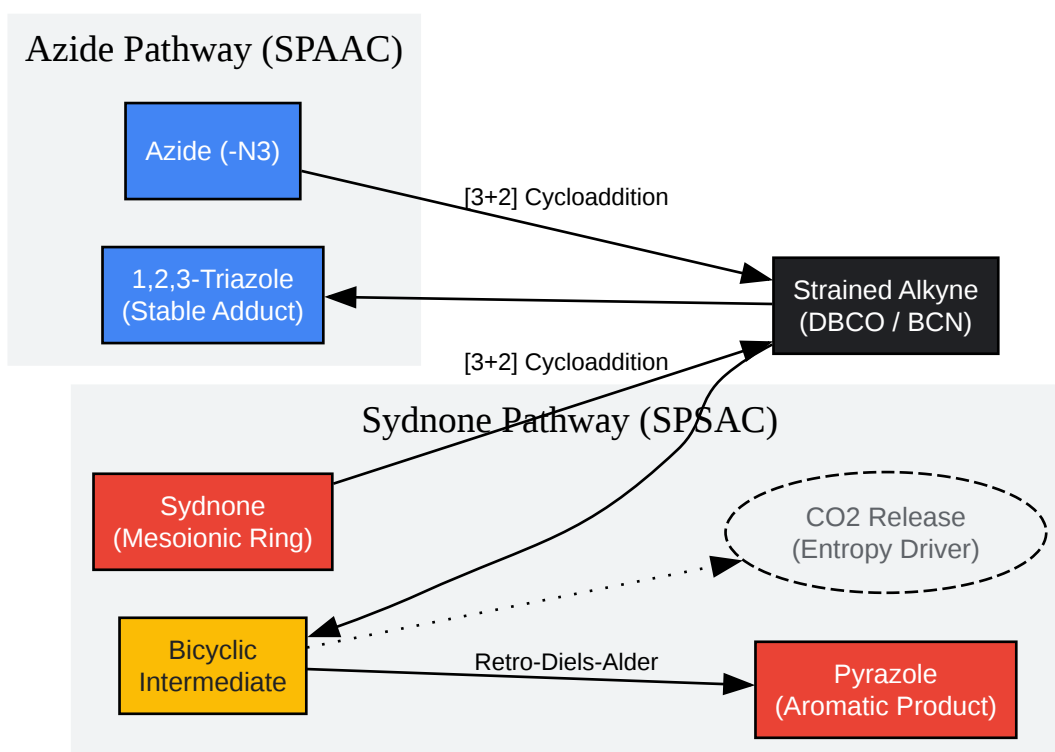 Azide Pathway (SPAAC)
Azide (-N3)
[3+2] Cycloaddition
1,2,3-Triazole
(Stable Adduct)
Strained Alkyne
(DBCO / BCN)
[3+2] Cycloaddition
Sydnone Pathway (SPSAC)
Sydnone
(Mesoionic Ring)
CO2 Release
(Entropy Driver)
Bicyclic
Intermediate
Retro-Diels-Alder
Pyrazole
(Aromatic Product)